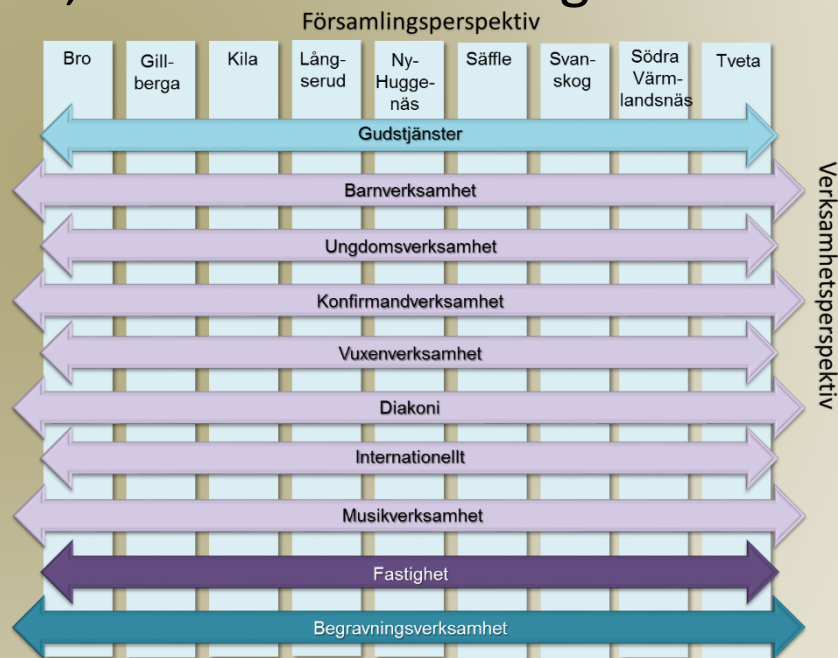 Församlingsperspektiv
Bro
Gill-
berga
Kila
Lång-
serud
Ny-
Hugge-
näs
Säffle
Svan-
skog
Södra
Värm-
landsnäs
Tveta
Gudstjänster
Barnverksamhet
Ungdomsverksamhet
Konfirmandverksamhet
Vuxenverksamhet
Diakoni
Internationellt
Musikverksamhet
Fastighet
Begravningsverksamhet
Verksamhetsperspektiv